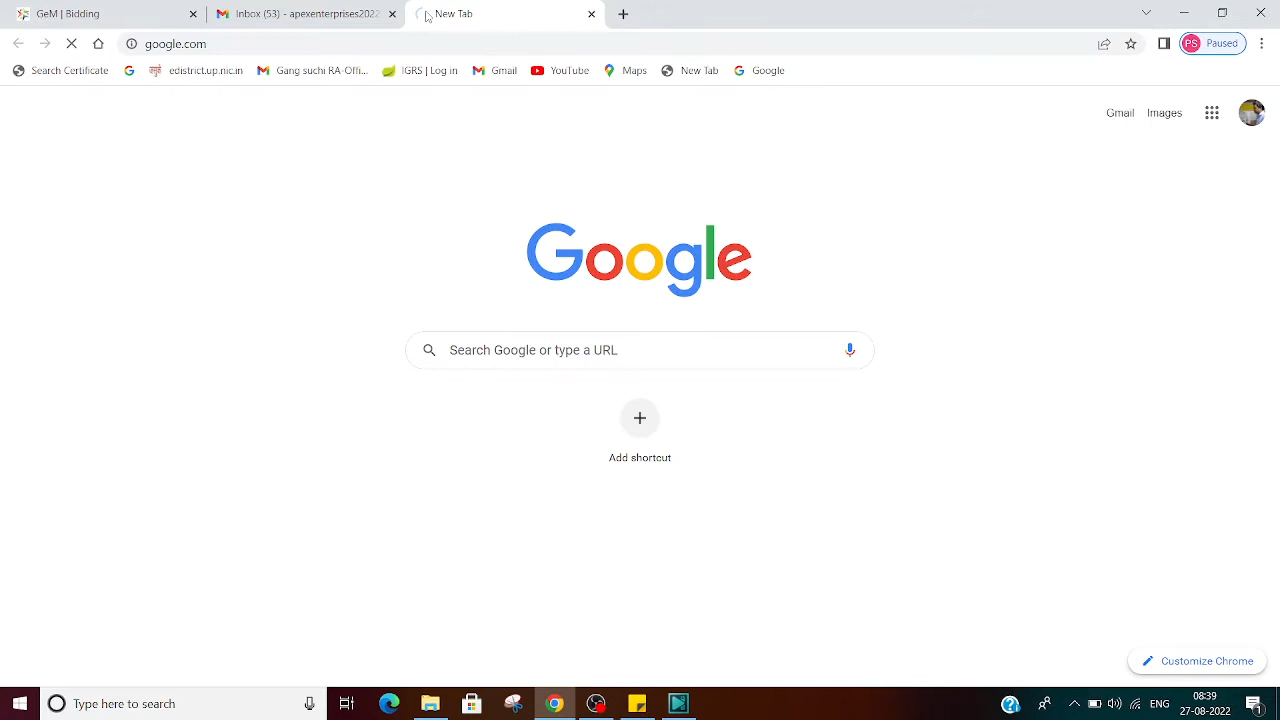 GeM | Bidding
Inbox (53) - apexenterprises2022
New Tab
google.com
PS Paused
Search Certificate
edistrict.up.nic.in
Gang suchi RA-Offi...
IGRS | Log in
Gmail
YouTube
Maps
New Tab
Google
Gmail
Images
Google
Search Google or type a URL
Add shortcut
Customize Chrome
Type here to search
ENG
08:39
27-08-2022